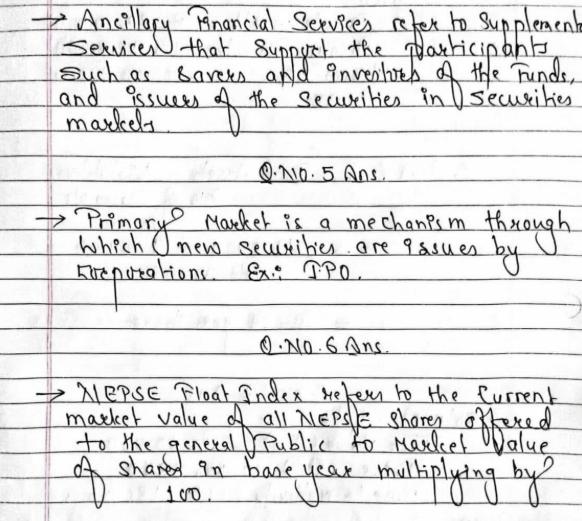 → Ancillary Financial Services refer to Supplement
Services that Support the Participants
Such as Savers and investors of the Funds,
and issuers of the Securities in Securities
markets.
Q.NO. 5 Ans.
→ Primary Market is a mechanism through
which new Securities are issues by
Corporations. Ex: IPO.
Q.NO. 6 Ans.
→ NEPSE Float Index refers to the Current
market value of all NEPSE Shares offered
to the general Public to Market Value
of Shares in base year multiplying by
100.